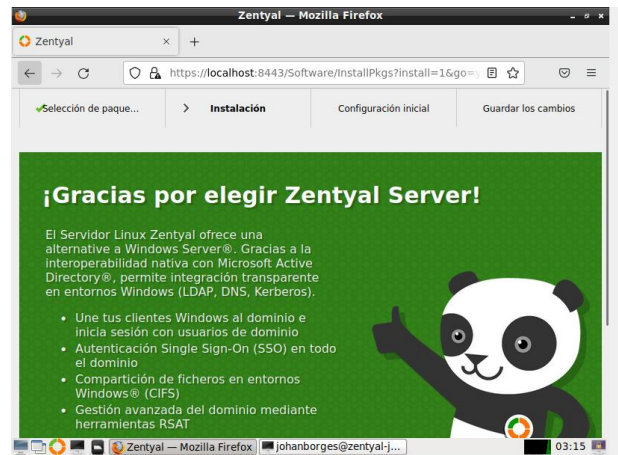 Zentyal — Mozilla Firefox
Zentyal
https://localhost:8443/Software/InstallPkgs?install=1&go=
Selección de paque...
Instalación
Configuración inicial
Guardar los cambios
¡Gracias por elegir Zentyal Server!
El Servidor Linux Zentyal ofrece una
alternative a Windows Server®. Gracias a la
interoperabilidad nativa con Microsoft Active
Directory®, permite integración transparente
en entornos Windows (LDAP, DNS, Kerberos).
• Une tus clientes Windows al dominio e
inicia sesión con usuarios de dominio
• Autenticación Single Sign-On (SSO) en todo
el dominio
• Compartición de ficheros en entornos
Windows® (CIFS)
• Gestión avanzada del dominio mediante
herramientas RSAT
Zentyal — Mozilla Firefox
johanborges@zentyal-j...
03:15